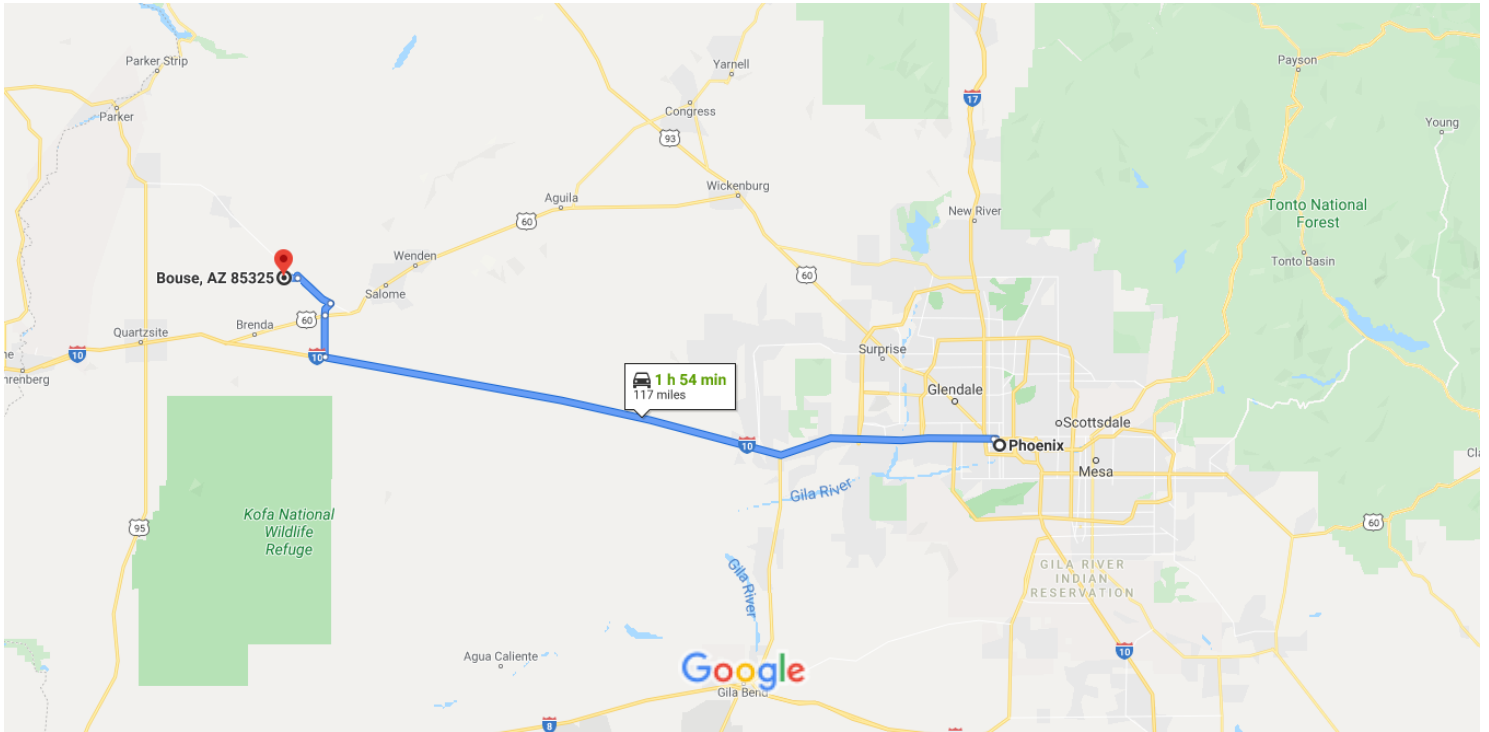 Parker Strip
Yarnell
Payson
17
Parker
Congress
Young
93
Wickenburg
Aguila
60
New River
Tonto National
Forest
Wenden
Tonto Basin
Bouse, AZ 85325
60
Salome
60
Brenda
Quartzsite
10
10
Surprise
1 h 54 min
117 miles
Glendale
Scottsdale
10
Phoenix
Mesa
Gila River
Kofa National
Wildlife
Refuge
95
60
Gila River
GILA RIVER
INDIAN
RESERVATION
10
Agua Caliente
Google
Gila Bend
8